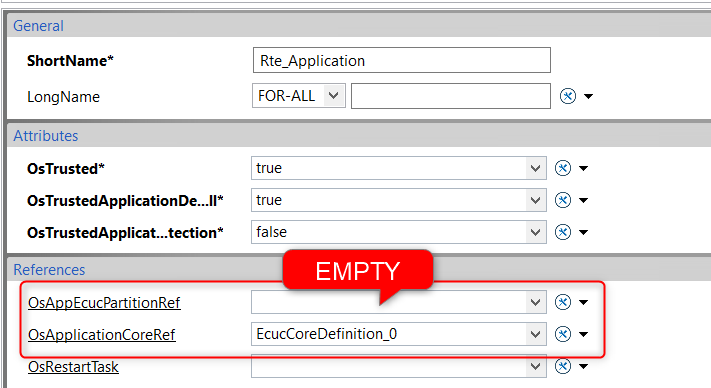 General
ShortName* Rte_Application
LongName FOR-ALL
Attributes
OsTrusted* true
OsTrustedApplicationDe...ll* true
OsTrustedApplicat...tection* false
References
EMPTY
OsAppEcucPartitionRef
OsApplicationCoreRef EcucCoreDefinition_0
OsRestartTask